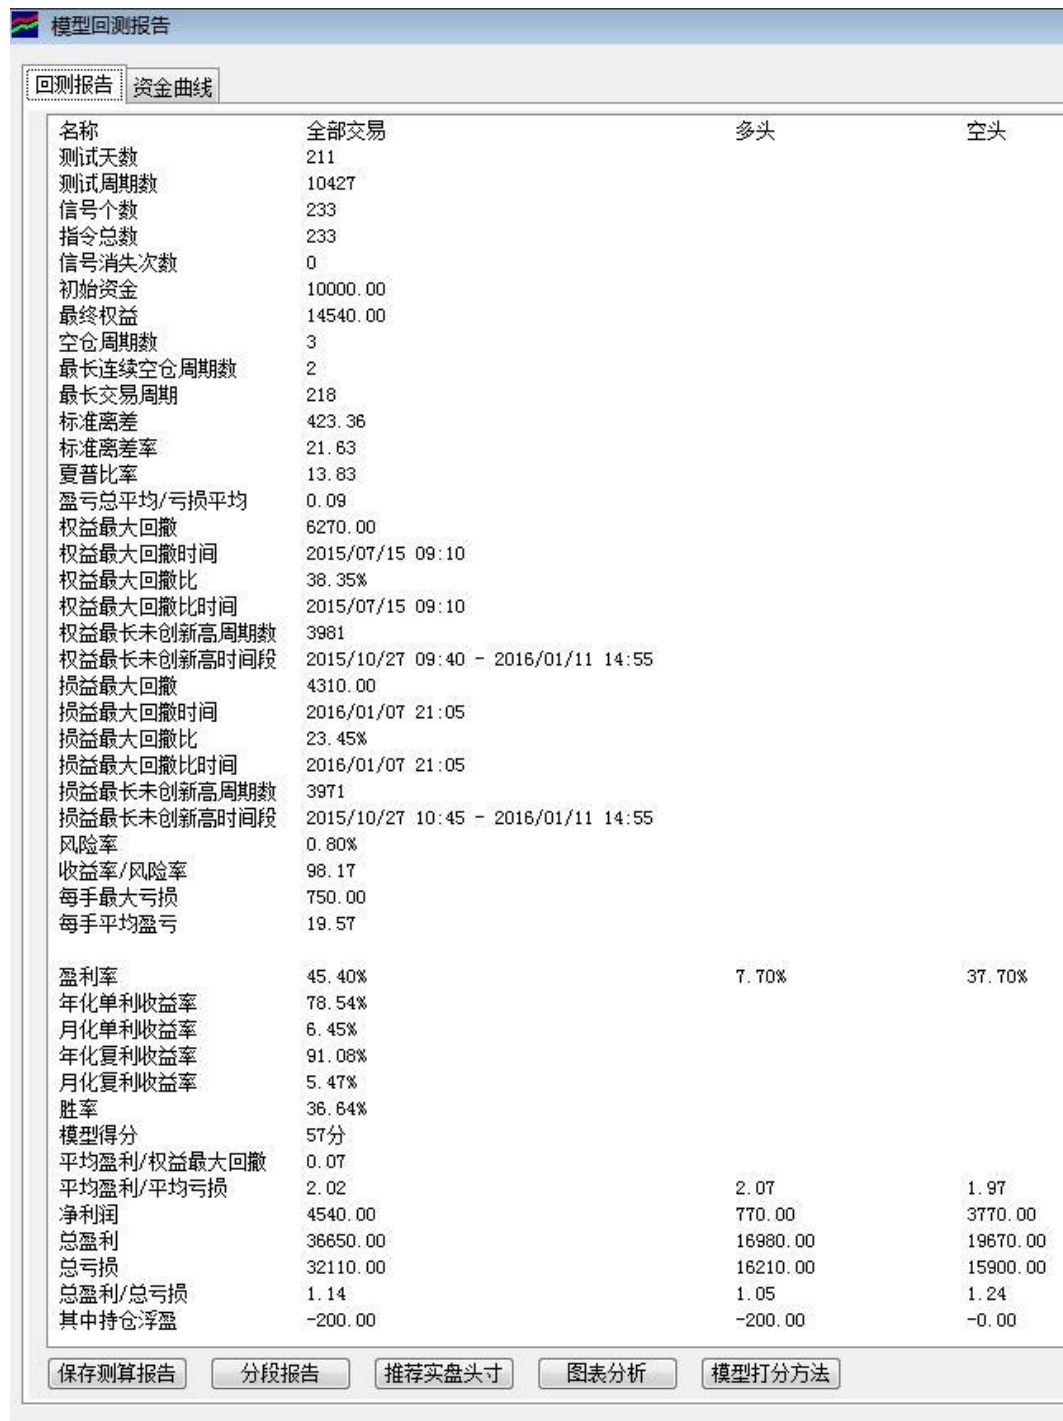 模型回测报告
回测报告 资金曲线
名称 全部交易 多头 空头
测试天数 211
测试周期数 10427
信号个数 233
指令总数 233
信号消失次数 0
初始资金 10000.00
最终权益 14540.00
空仓周期数 3
最长连续空仓周期数 2
最长交易周期 218
标准离差 423.36
标准离差率 21.63
夏普比率 13.83
盈亏总平均/亏损平均 0.09
权益最大回撤 6270.00
权益最大回撤时间 2015/07/15 09:10
权益最大回撤比 38.35%
权益最大回撤比时间 2015/07/15 09:10
权益最长未创新高周期数 3981
权益最长未创新高时间段 2015/10/27 09:40 - 2016/01/11 14:55
损益最大回撤 4310.00
损益最大回撤时间 2016/01/07 21:05
损益最大回撤比 23.45%
损益最大回撤比时间 2016/01/07 21:05
损益最长未创新高周期数 3971
损益最长未创新高时间段 2015/10/27 10:45 - 2016/01/11 14:55
风险率 0.80%
收益率/风险率 98.17
每手最大亏损 750.00
每手平均盈亏 19.57
盈利率 45.40% 7.70% 37.70%
年化单利收益率 78.54%
月化单利收益率 6.45%
年化复利收益率 91.08%
月化复利收益率 5.47%
胜率 36.64%
模型得分 57分
平均盈利/权益最大回撤 0.07
平均盈利/平均亏损 2.02 2.07 1.97
净利润 4540.00 770.00 3770.00
总盈利 36650.00 16980.00 19670.00
总亏损 32110.00 16210.00 15900.00
总盈利/总亏损 1.14 1.05 1.24
其中持仓浮盈 -200.00 -200.00 -0.00
保存测算报告 分段报告 推荐实盘头寸 图表分析 模型打分方法